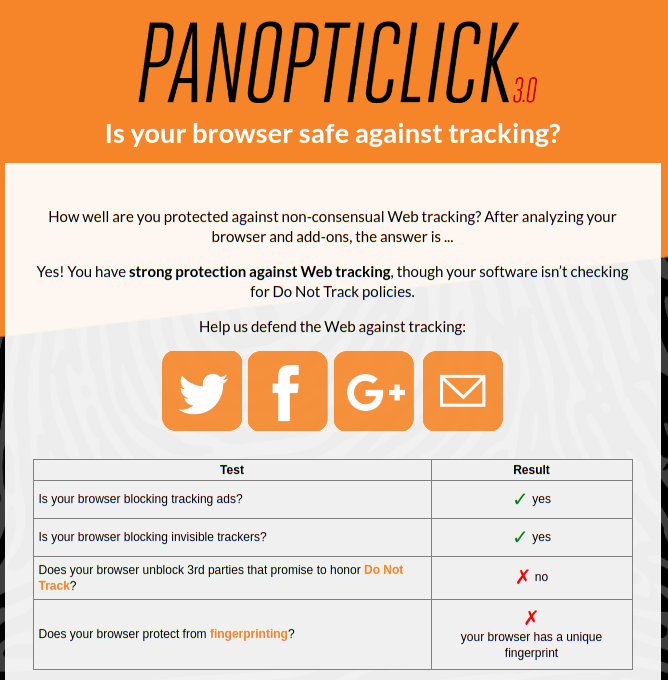 PANOPTICLICK 3.0
Is your browser safe against tracking?
How well are you protected against non-consensual Web tracking? After analyzing your
browser and add-ons, the answer is ...
Yes! You have strong protection against Web tracking, though your software isn't checking
for Do Not Track policies.
Help us defend the Web against tracking:
f G+
Test Result
Is your browser blocking tracking ads? ✓ yes
Is your browser blocking invisible trackers? ✓ yes
Does your browser unblock 3rd parties that promise to honor Do Not
Track? ✗ no
Does your browser protect from fingerprinting? ✗
your browser has a unique
fingerprint